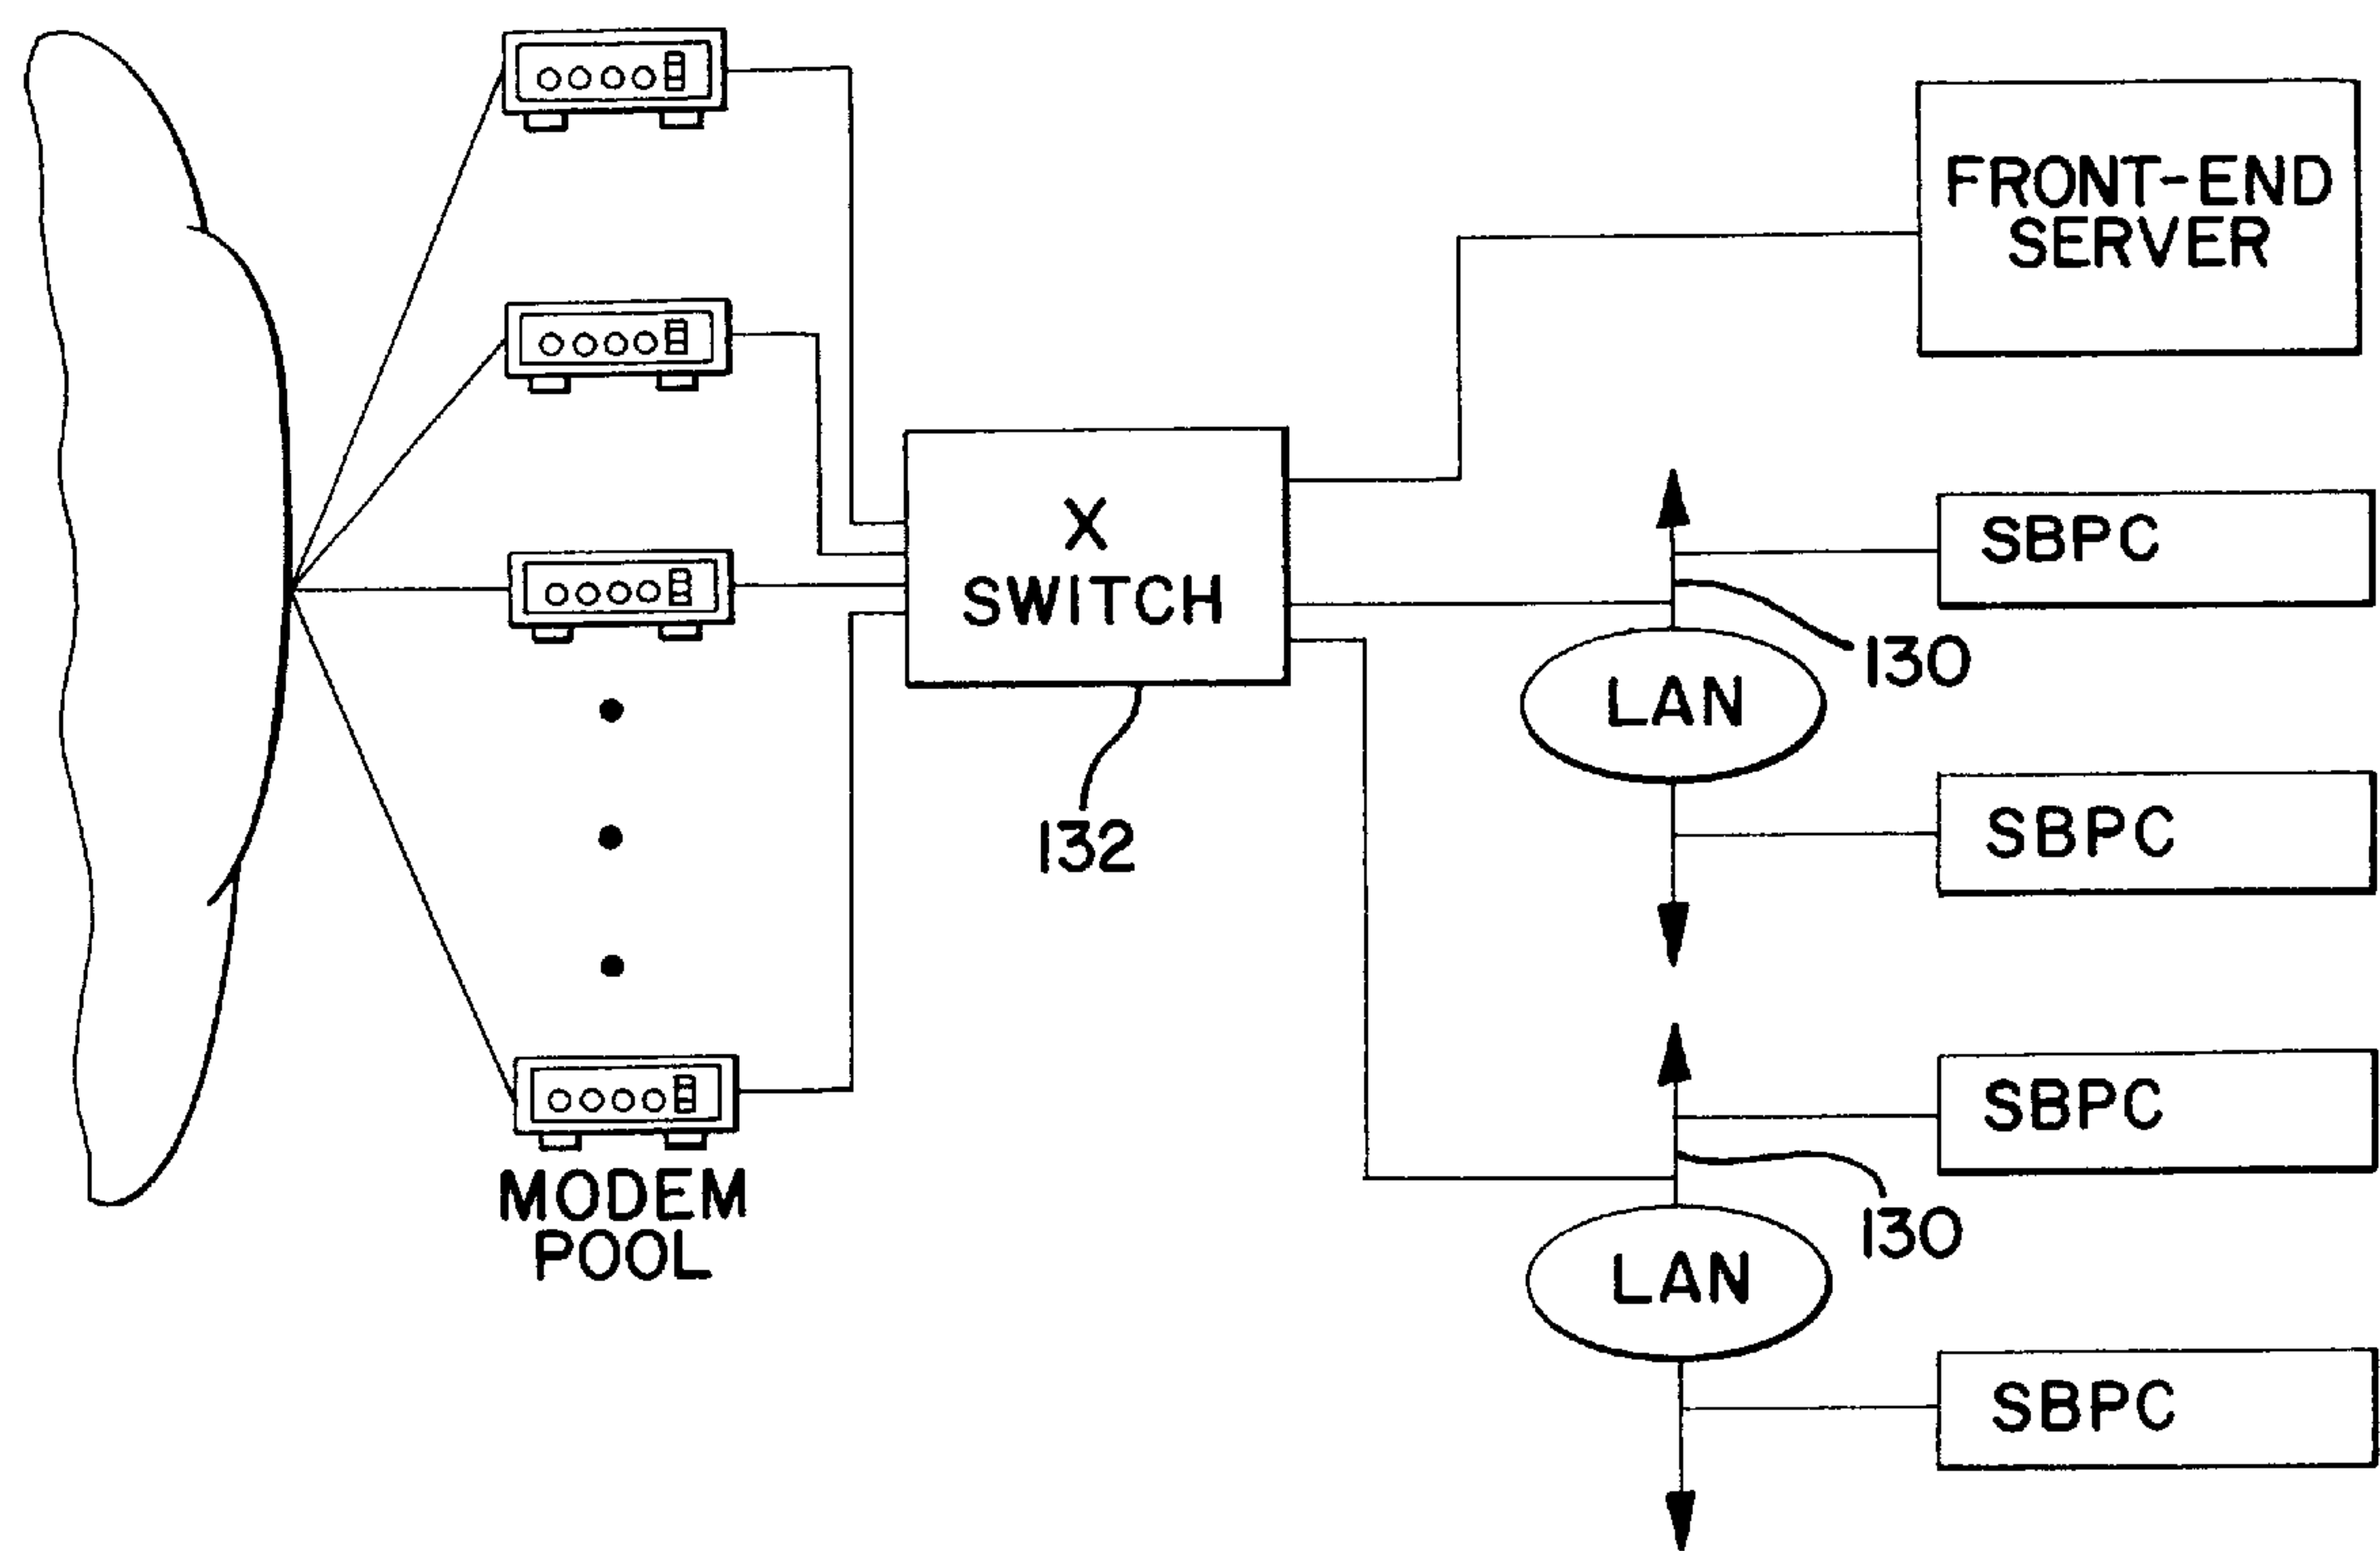 FRONT-END
SERVER
X
SWITCH
132
SBPC
130
LAN
SBPC
SBPC
130
LAN
SBPC
MODEM
POOL